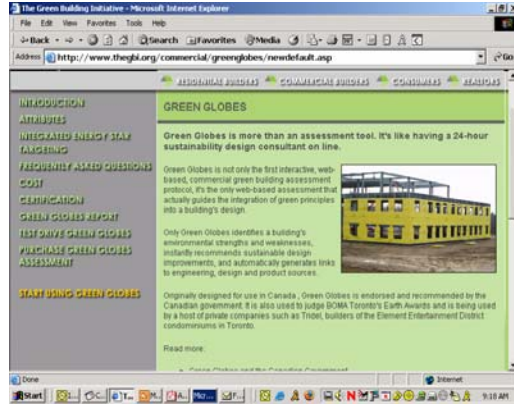 The Green Building Initiative - Microsoft Internet Explorer
File Edit View Favorites Tools Help
Back Search Favorites Media
Address http://www.thegbi.org/commercial/greenglobes/newdefault.asp Go
RESIDENTIAL BUILDERS COMMERCIAL BUILDERS CONSUMERS REALTORS
INTRODUCTION
ATTRIBUTES
INTEGRATED ENERGY STAR
TARGETING
FREQUENTLY ASKED QUESTIONS
COST
CERTIFICATION
GREEN GLOBES REPORT
TEST DRIVE GREEN GLOBES
PURCHASE GREEN GLOBES
ASSESSMENT
START USING GREEN GLOBES
GREEN GLOBES
Green Globes is more than an assessment tool. It's like having a 24-hour
sustainability design consultant on line.
Green Globes is not only the first interactive, web-
based, commercial green building assessment
protocol, it's the only web-based assessment that
actually guides the integration of green principles
into a building's design.
Only Green Globes identifies a building's
environmental strengths and weaknesses,
instantly recommends sustainable design
improvements, and automatically generates links
to engineering, design and product sources.
Originally designed for use in Canada , Green Globes is endorsed and recommended by the
Canadian government. It is also used to judge BOMA Toronto's Earth Awards and is being used
by a host of private companies such as Tridel, builders of the Element Entertainment District
condominiums in Toronto.
Read more:
Green Globes and the Canadian Government
Done Internet
Start 9:18 AM